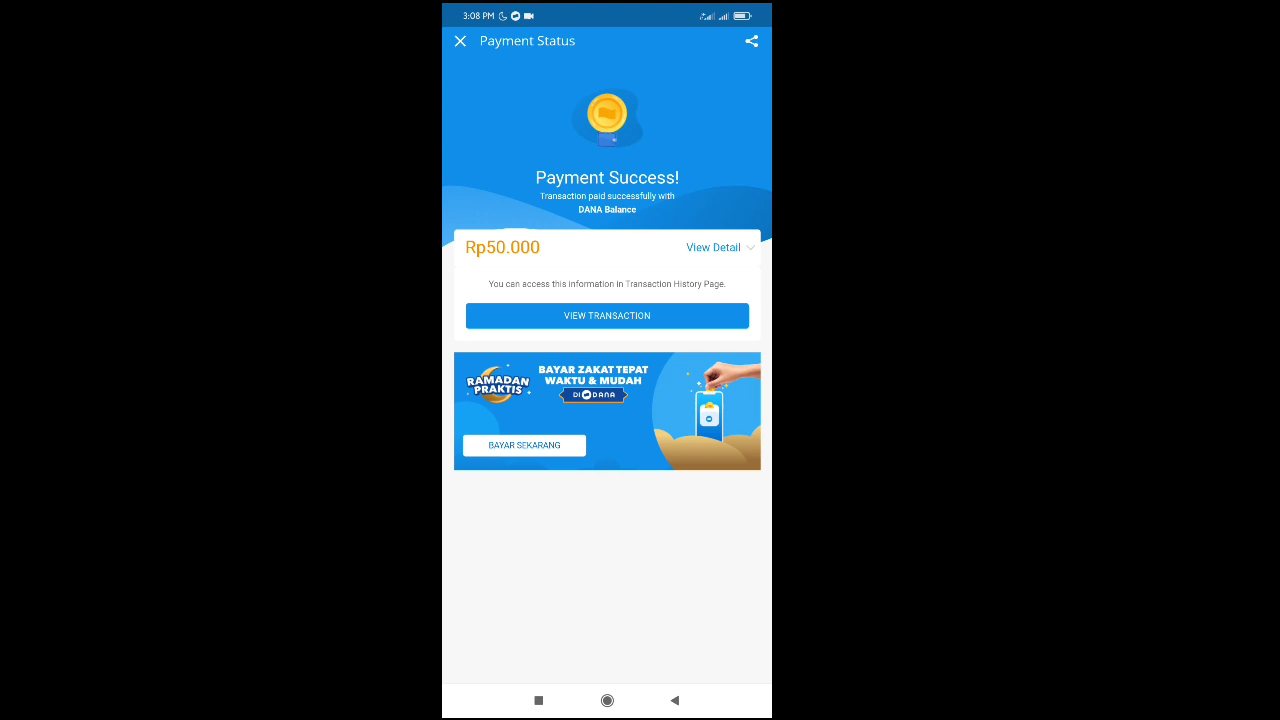 3:08 PM
Payment Status
Payment Success!
Transaction paid successfully with
DANA Balance
Rp50.000
View Detail
You can access this information in Transaction History Page.
VIEW TRANSACTION
RAMADAN
PRAKTIS
BAYAR ZAKAT TEPAT
WAKTU & MUDAH
DI DANA
BAYAR SEKARANG